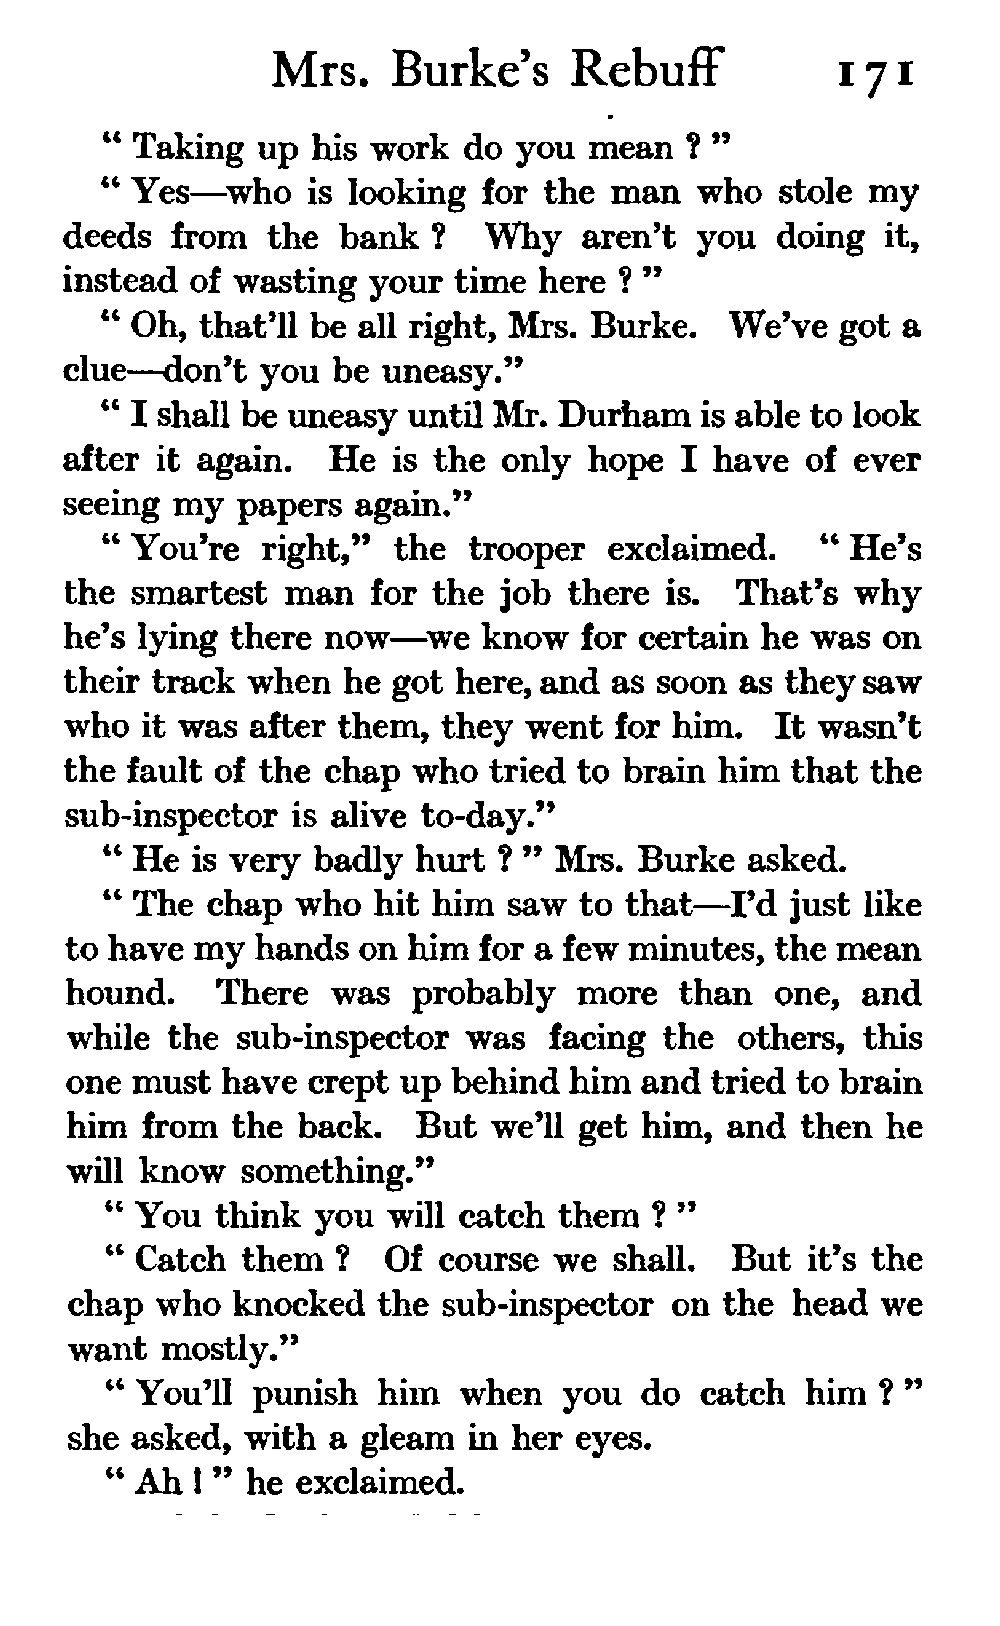 Mrs. Burke's Rebuff 171
" Taking up his work do you mean ? "
" Yes—who is looking for the man who stole my
deeds from the bank ? Why aren't you doing it,
instead of wasting your time here ? "
" Oh, that'll be all right, Mrs. Burke. We've got a
clue—don't you be uneasy."
" I shall be uneasy until Mr. Durham is able to look
after it again. He is the only hope I have of ever
seeing my papers again."
" You're right," the trooper exclaimed. " He's
the smartest man for the job there is. That's why
he's lying there now—we know for certain he was on
their track when he got here, and as soon as they saw
who it was after them, they went for him. It wasn't
the fault of the chap who tried to brain him that the
sub-inspector is alive to-day."
" He is very badly hurt ? " Mrs. Burke asked.
" The chap who hit him saw to that—I'd just like
to have my hands on him for a few minutes, the mean
hound. There was probably more than one, and
while the sub-inspector was facing the others, this
one must have crept up behind him and tried to brain
him from the back. But we'll get him, and then he
will know something."
" You think you will catch them ? "
" Catch them ? Of course we shall. But it's the
chap who knocked the sub-inspector on the head we
want mostly."
" You'll punish him when you do catch him ? "
she asked, with a gleam in her eyes.
" Ah ! " he exclaimed.